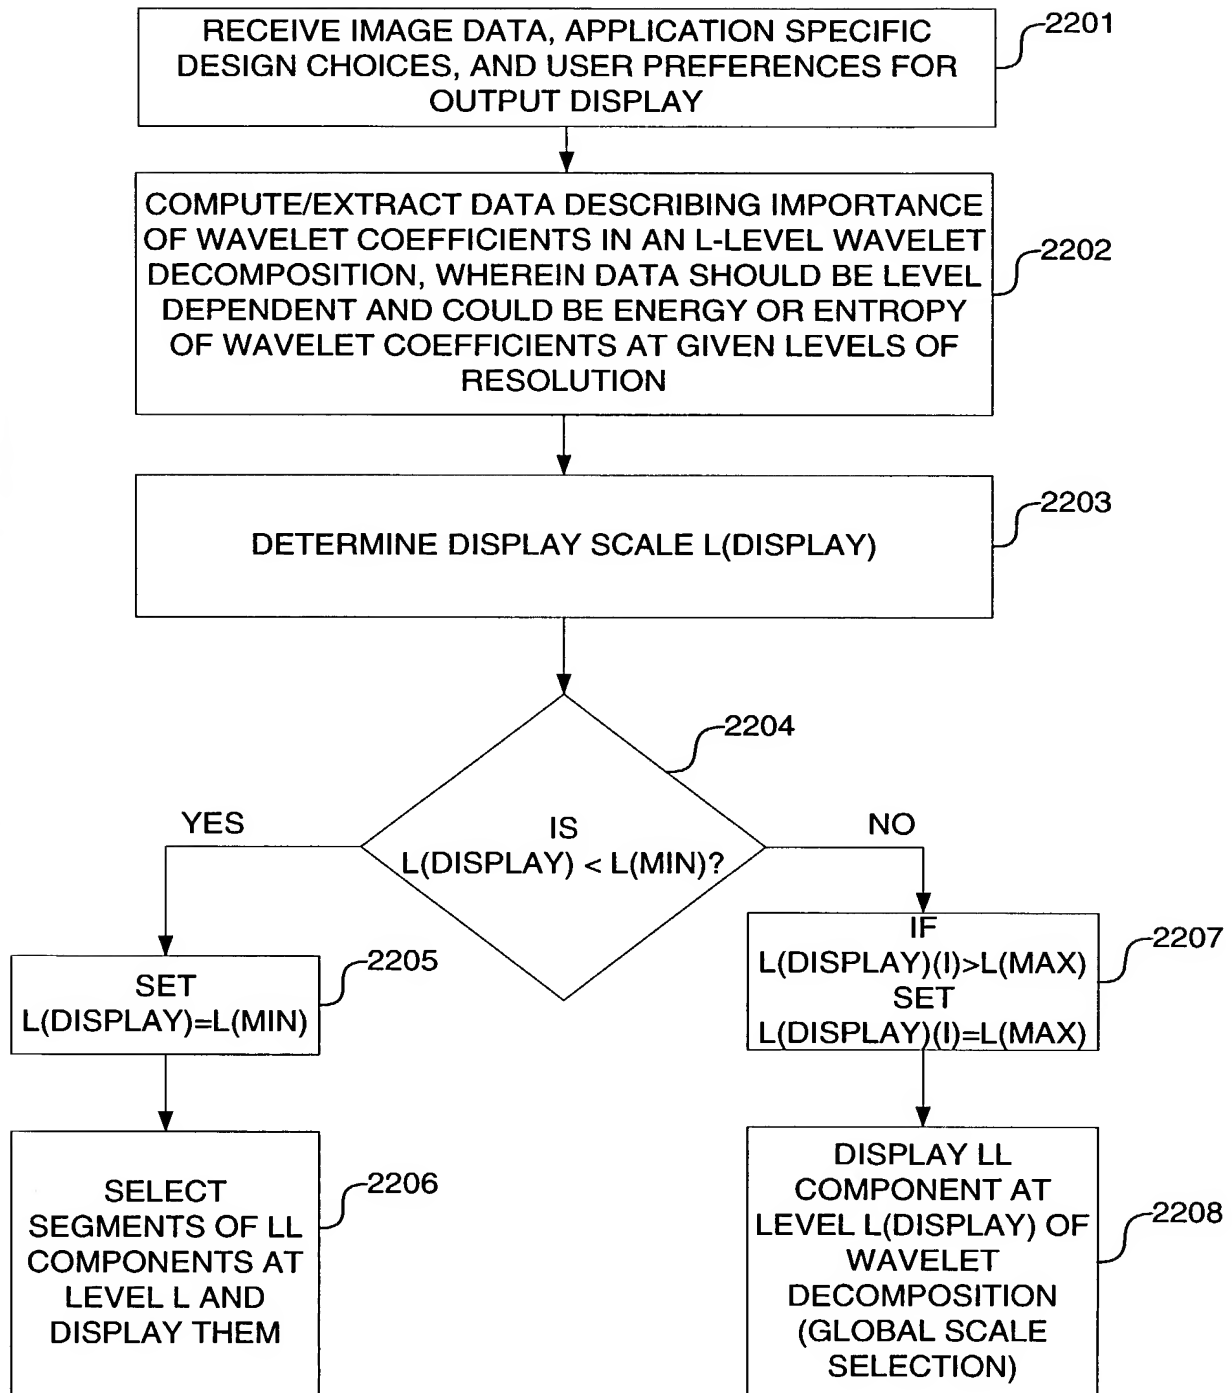 RECEIVE IMAGE DATA, APPLICATION SPECIFIC
DESIGN CHOICES, AND USER PREFERENCES FOR
OUTPUT DISPLAY
2201
COMPUTE/EXTRACT DATA DESCRIBING IMPORTANCE
OF WAVELET COEFFICIENTS IN AN L-LEVEL WAVELET
DECOMPOSITION, WHEREIN DATA SHOULD BE LEVEL
DEPENDENT AND COULD BE ENERGY OR ENTROPY
OF WAVELET COEFFICIENTS AT GIVEN LEVELS OF
RESOLUTION
2202
DETERMINE DISPLAY SCALE L(DISPLAY)
2203
IS
L(DISPLAY) < L(MIN)?
2204
YES
NO
SET
L(DISPLAY)=L(MIN)
2205
IF
L(DISPLAY)(I)>L(MAX)
SET
L(DISPLAY)(I)=L(MAX)
2207
SELECT
SEGMENTS OF LL
COMPONENTS AT
LEVEL L AND
DISPLAY THEM
2206
DISPLAY LL
COMPONENT AT
LEVEL L(DISPLAY) OF
WAVELET
DECOMPOSITION
(GLOBAL SCALE
SELECTION)
2208